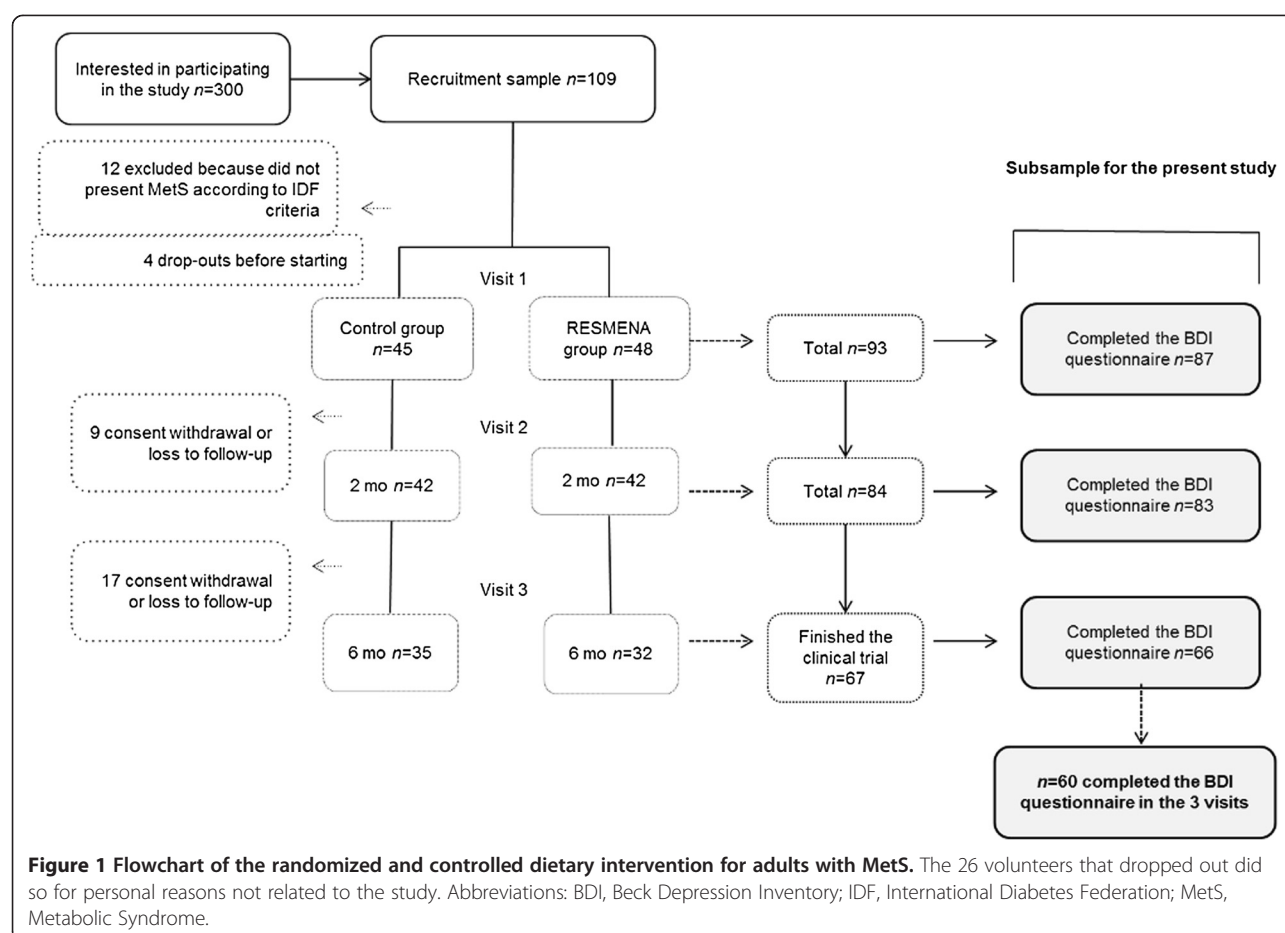 Interested in participating
in the study n=300
Recruitment sample n=109
12 excluded because did not
present MetS according to IDF
criteria
4 drop-outs before starting
Subsample for the present study
Visit 1
Control group
n=45
RESMENA
group n=48
Total n=93
Completed the BDI
questionnaire n=87
9 consent withdrawal or
loss to follow-up
Visit 2
2 mo n=42
2 mo n=42
Total n=84
Completed the BDI
questionnaire n=83
17 consent withdrawal
or loss to follow-up
Visit 3
6 mo n=35
6 mo n=32
Finished the
clinical trial
n=67
Completed the BDI
questionnaire n=66
n=60 completed the BDI
questionnaire in the 3 visits
Figure 1 Flowchart of the randomized and controlled dietary intervention for adults with MetS. The 26 volunteers that dropped out did
so for personal reasons not related to the study. Abbreviations: BDI, Beck Depression Inventory; IDF, International Diabetes Federation; MetS,
Metabolic Syndrome.